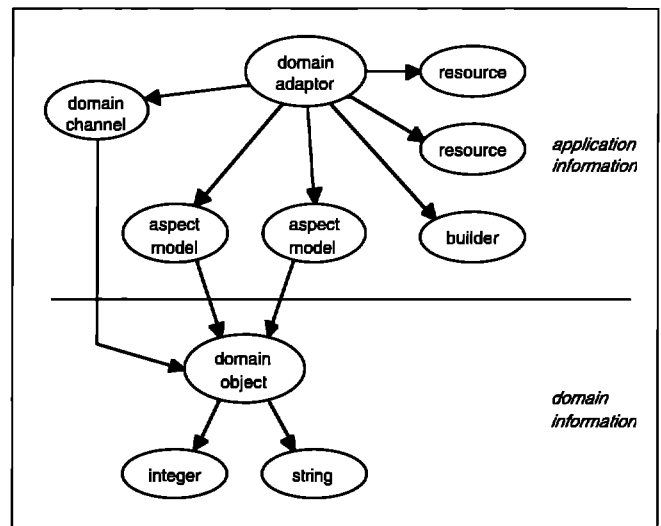 domain
adaptor
resource
domain
channel
resource
application
information
aspect
model
aspect
model
builder
domain
object
domain
information
integer
string